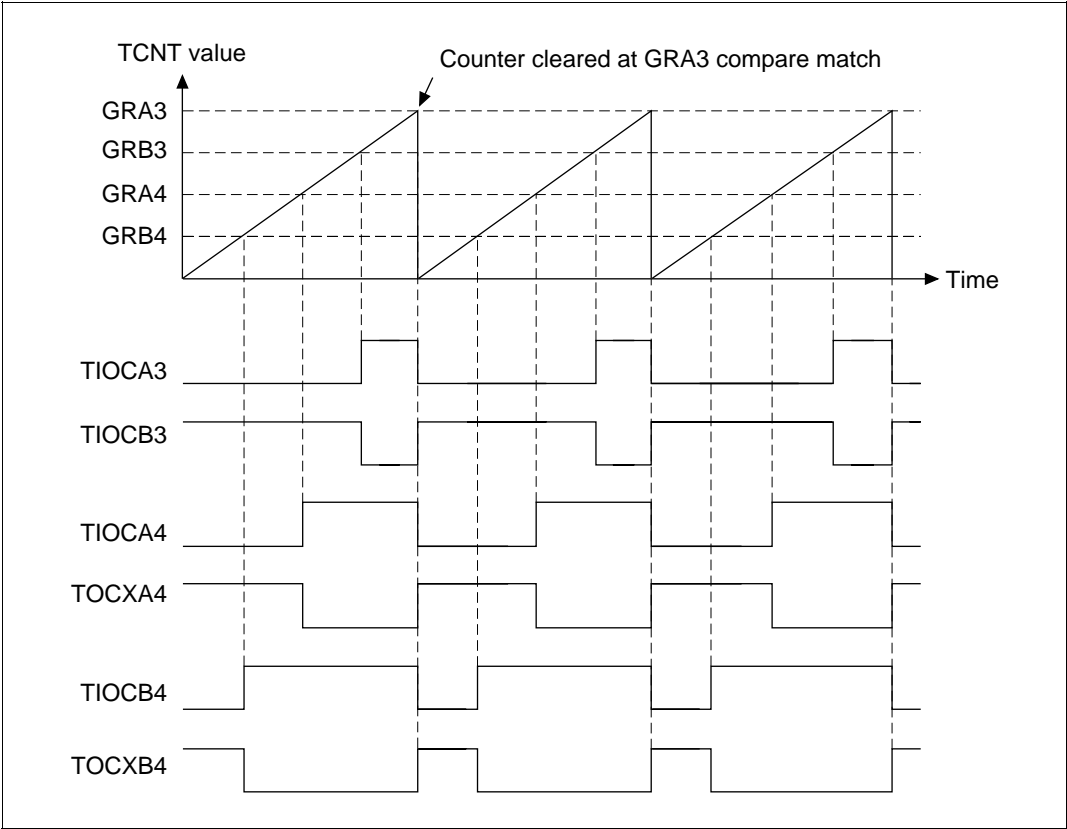 TCNT value
Counter cleared at GRA3 compare match
GRA3
GRB3
GRA4
GRB4
Time
TIOCA3
TIOCB3
TIOCA4
TOCXA4
TIOCB4
TOCXB4